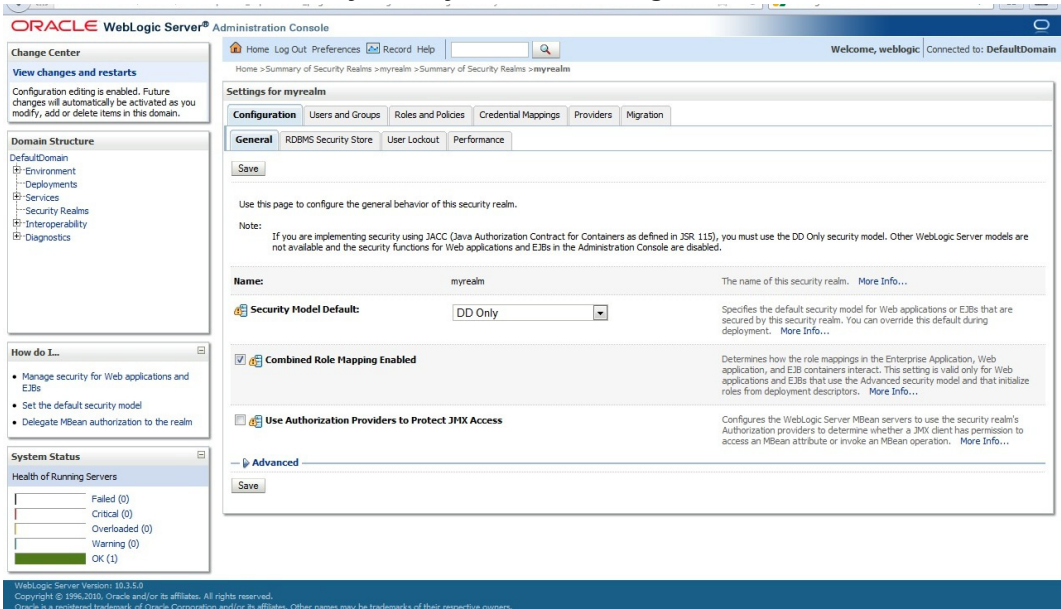 ORACLE WebLogic Server® Administration Console
Change Center
View changes and restarts
Configuration editing is enabled. Future
changes will automatically be activated as you
modify, add or delete items in this domain.
Domain Structure
DefaultDomain
Environment
Deployments
Services
Security Realms
Interoperability
Diagnostics
How do I...
Manage security for Web applications and
EJBs
Set the default security model
Delegate MBean authorization to the realm
System Status
Health of Running Servers
Failed (0)
Critical (0)
Overloaded (0)
Warning (0)
OK (1)
Home Log Out Preferences Record Help
Welcome, weblogic Connected to: DefaultDomain
Home >Summary of Security Realms >myrealm >Summary of Security Realms >myrealm
Settings for myrealm
Configuration Users and Groups Roles and Policies Credential Mappings Providers Migration
General RDBMS Security Store User Lockout Performance
Save
Use this page to configure the general behavior of this security realm.
Note:
If you are implementing security using JACC (Java Authorization Contract for Containers as defined in JSR 115), you must use the DD Only security model. Other WebLogic Server models are
not available and the security functions for Web applications and EJBs in the Administration Console are disabled.
Name: myrealm The name of this security realm. More Info...
Security Model Default: DD Only
Specifies the default security model for Web applications or EJBs that are
secured by this security realm. You can override this default during
deployment. More Info...
Combined Role Mapping Enabled
Determines how the role mappings in the Enterprise Application, Web
application, and EJB containers interact. This setting is valid only for Web
applications and EJBs that use the Advanced security model and that initialize
roles from deployment descriptors. More Info...
Use Authorization Providers to Protect JMX Access
Configures the WebLogic Server MBean servers to use the security realm's
Authorization providers to determine whether a JMX client has permission to
access an MBean attribute or invoke an MBean operation. More Info...
Advanced
Save
WebLogic Server Version: 10.3.5.0
Copyright © 1996,2010, Oracle and/or its affiliates. All rights reserved.
Oracle is a registered trademark of Oracle Corporation and/or its affiliates. Other names may be trademarks of their respective owners.